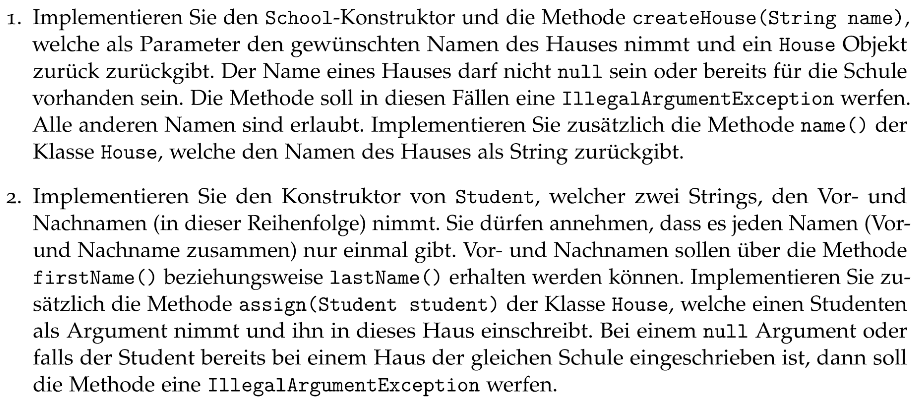 1. Implementieren Sie den School-Konstruktor und die Methode createHouse(String name),
welche als Parameter den gewünschten Namen des Hauses nimmt und ein House Objekt
zurück zurückgibt. Der Name eines Hauses darf nicht null sein oder bereits für die Schule
vorhanden sein. Die Methode soll in diesen Fällen eine IllegalArgumentException werfen.
Alle anderen Namen sind erlaubt. Implementieren Sie zusätzlich die Methode name() der
Klasse House, welche den Namen des Hauses als String zurückgibt.
2. Implementieren Sie den Konstruktor von Student, welcher zwei Strings, den Vor- und
Nachnamen (in dieser Reihenfolge) nimmt. Sie dürfen annehmen, dass es jeden Namen (Vor-
und Nachname zusammen) nur einmal gibt. Vor- und Nachnamen sollen über die Methode
firstName() beziehungsweise lastName() erhalten werden können. Implementieren Sie zu-
sätzlich die Methode assign(Student student) der Klasse House, welche einen Studenten
als Argument nimmt und ihn in dieses Haus einschreibt. Bei einem null Argument oder
falls der Student bereits bei einem Haus der gleichen Schule eingeschrieben ist, dann soll
die Methode eine IllegalArgumentException werfen.